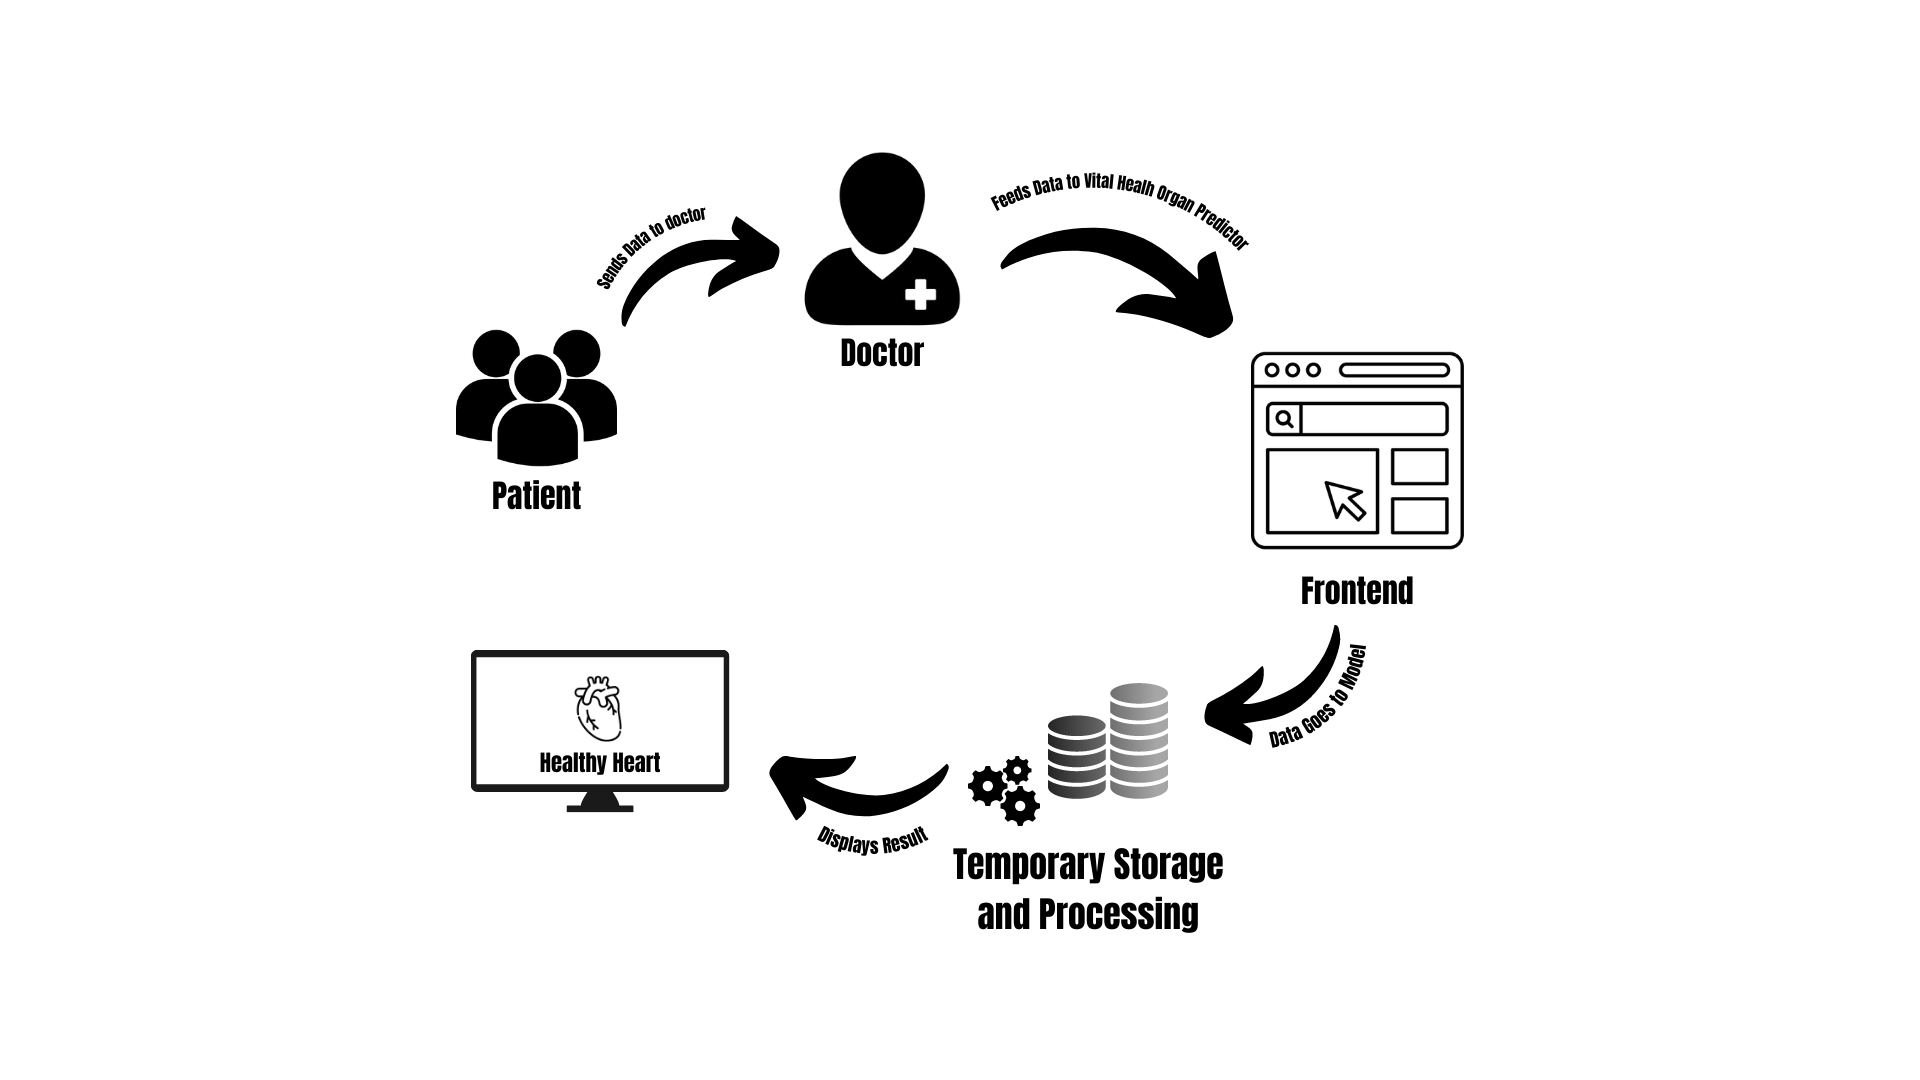 Sends Data to doctor
Feeds Data to Vital Healh Organ Predictor
Doctor
Patient
Frontend
Data Goes to Model
Healthy Heart
Displays Result
Temporary Storage
and Processing